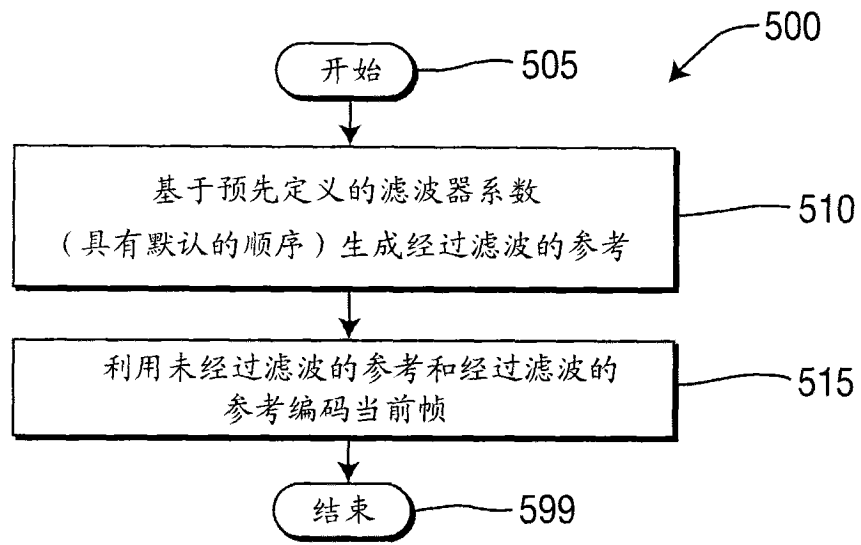 500
开始
505
基于预先定义的滤波器系数
（具有默认的顺序）生成经过滤波的参考
510
利用未经过滤波的参考和经过滤波的
参考编码当前帧
515
结束
599